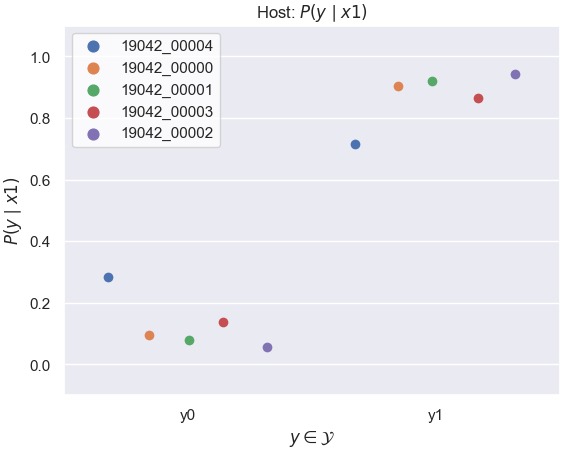 Host: P(y | x1)
1.0
0.8
0.6
0.4
0.2
0.0
P(y | x1)
19042_00004
19042_00000
19042_00001
19042_00003
19042_00002
y0
y1
y ∈ 𝒴